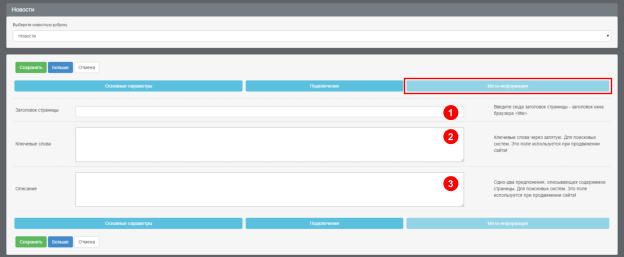 Новости
Выберите новостную рубрику
Новости
Сохранить Больше Отмена
Основные параметры Подключения Мета-информация
Заголовок страницы 1 Введите сюда заголовок страницы - заголовок окна
браузера <title>
Ключевые слова 2 Ключевые слова через запятую. Для поисковых
систем. Это поле используется при продвижении
сайта!
Описание 3 Одно-два предложения, описывающих содержимое
страницы. Для поисковых систем. Это поле
используется при продвижении сайта!
Основные параметры Подключения Мета-информация
Сохранить Больше Отмена